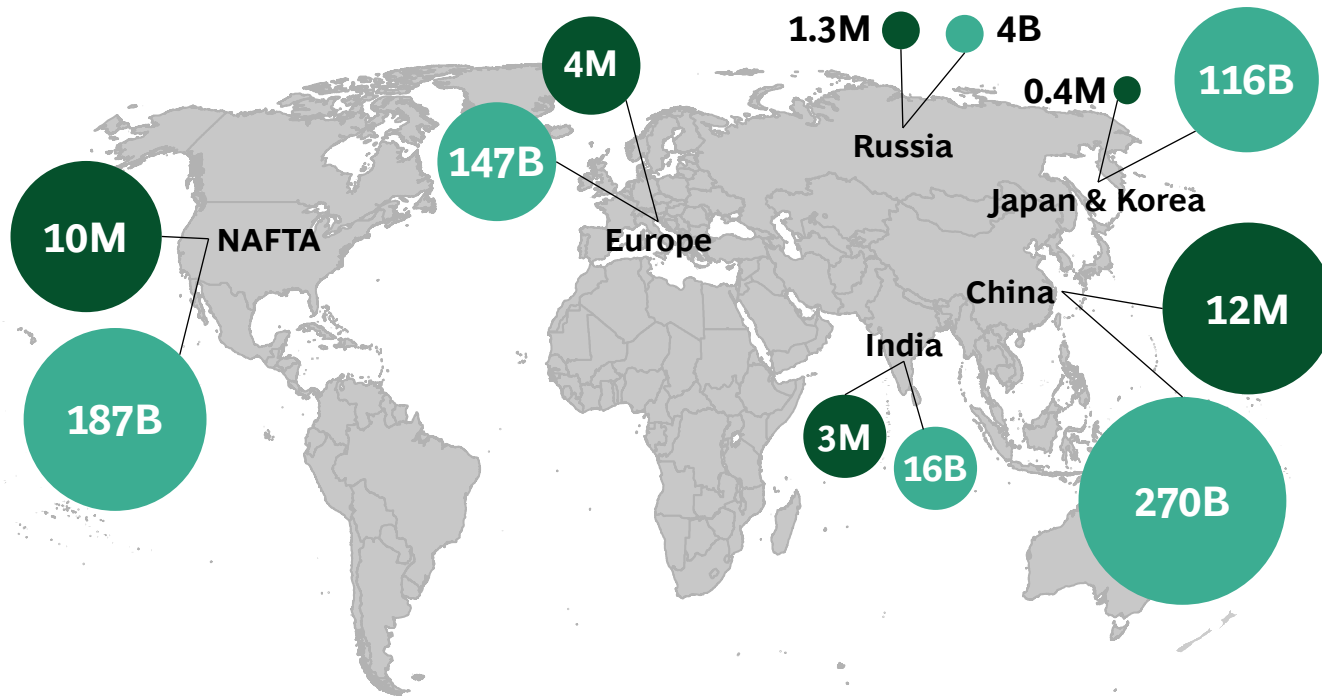 1.3M
4B
4M
0.4M
116B
Russia
147B
Japan & Korea
10M
NAFTA
Europe
China
12M
India
187B
3M
16B
270B